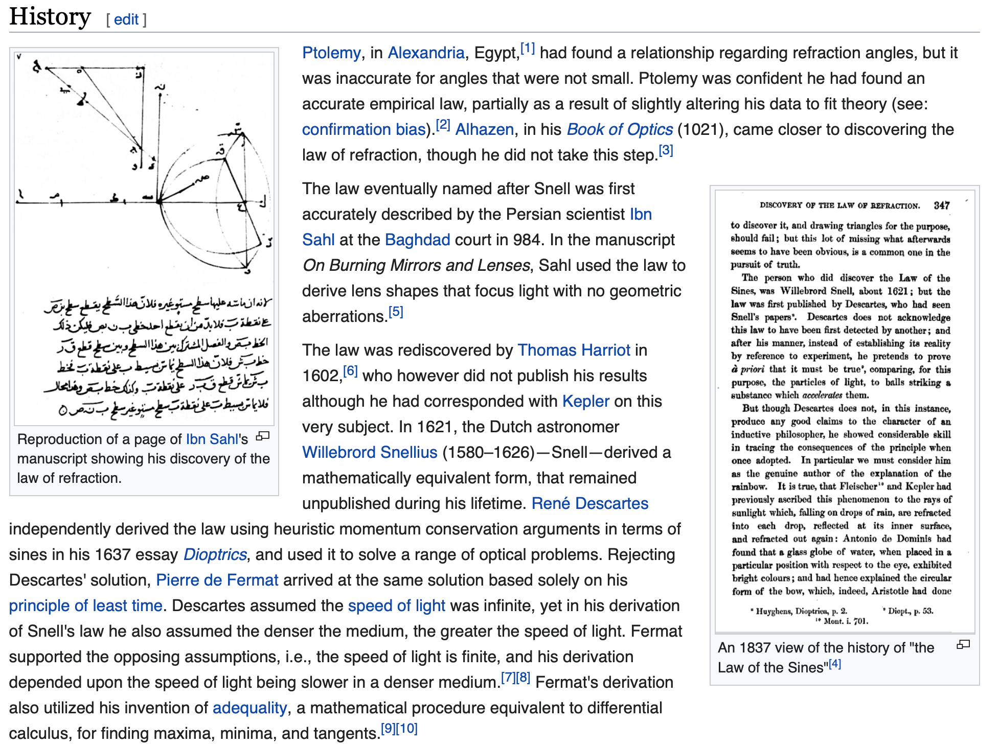 History [ edit ]
Ptolemy, in Alexandria, Egypt,[1] had found a relationship regarding refraction angles, but it
was inaccurate for angles that were not small. Ptolemy was confident he had found an
accurate empirical law, partially as a result of slightly altering his data to fit theory (see:
confirmation bias).[2] Alhazen, in his Book of Optics (1021), came closer to discovering the
law of refraction, though he did not take this step.[3]
The law eventually named after Snell was first
accurately described by the Persian scientist Ibn
Sahl at the Baghdad court in 984. In the manuscript
On Burning Mirrors and Lenses, Sahl used the law to
derive lens shapes that focus light with no geometric
aberrations.[5]
The law was rediscovered by Thomas Harriot in
1602,[6] who however did not publish his results
although he had corresponded with Kepler on this
very subject. In 1621, the Dutch astronomer
Willebrord Snellius (1580–1626)—Snell—derived a
mathematically equivalent form, that remained
unpublished during his lifetime. René Descartes
independently derived the law using heuristic momentum conservation arguments in terms of
sines in his 1637 essay Dioptrics, and used it to solve a range of optical problems. Rejecting
Descartes' solution, Pierre de Fermat arrived at the same solution based solely on his
principle of least time. Descartes assumed the speed of light was infinite, yet in his derivation
of Snell's law he also assumed the denser the medium, the greater the speed of light. Fermat
supported the opposing assumptions, i.e., the speed of light is finite, and his derivation
depended upon the speed of light being slower in a denser medium.[7][8] Fermat's derivation
also utilized his invention of adequality, a mathematical procedure equivalent to differential
calculus, for finding maxima, minima, and tangents.[9][10]
Reproduction of a page of Ibn Sahl's
manuscript showing his discovery of the
law of refraction.
DISCOVERY OF THE LAW OF REFRACTION. 347
to discover it, and drawing triangles for the purpose,
should fail; but this lot of missing what afterwards
seems to have been obvious, is a common one in the
pursuit of truth.
The person who did discover the Law of the
Sines, was Willebrord Snell, about 1621; but the
law was first published by Descartes, who had seen
Snell's papers⁸. Descartes does not acknowledge
this law to have been first detected by another; and
after his manner, instead of establishing its reality
by reference to experiment, he pretends to prove
à priori that it must be true⁹, comparing, for this
purpose, the particles of light, to balls striking a
substance which accelerates them.
But though Descartes does not, in this instance,
produce any good claims to the character of an
inductive philosopher, he showed considerable skill
in tracing the consequences of the principle when
once adopted. In particular we must consider him
as the genuine author of the explanation of the
rainbow. It is true, that Fleischer¹⁰ and Kepler had
previously ascribed this phenomenon to the rays of
sunlight which, falling on drops of rain, are refracted
into each drop, reflected at its inner surface,
and refracted out again: Antonio de Dominis had
found that a glass globe of water, when placed in a
particular position with respect to the eye, exhibited
bright colours; and had hence explained the circular
form of the bow, which, indeed, Aristotle had done
⁸ Huyghens, Dioptrica, p. 2. ⁹ Diopt., p. 53.
¹⁰ Mont. i. 701.
An 1837 view of the history of "the
Law of the Sines"[4]